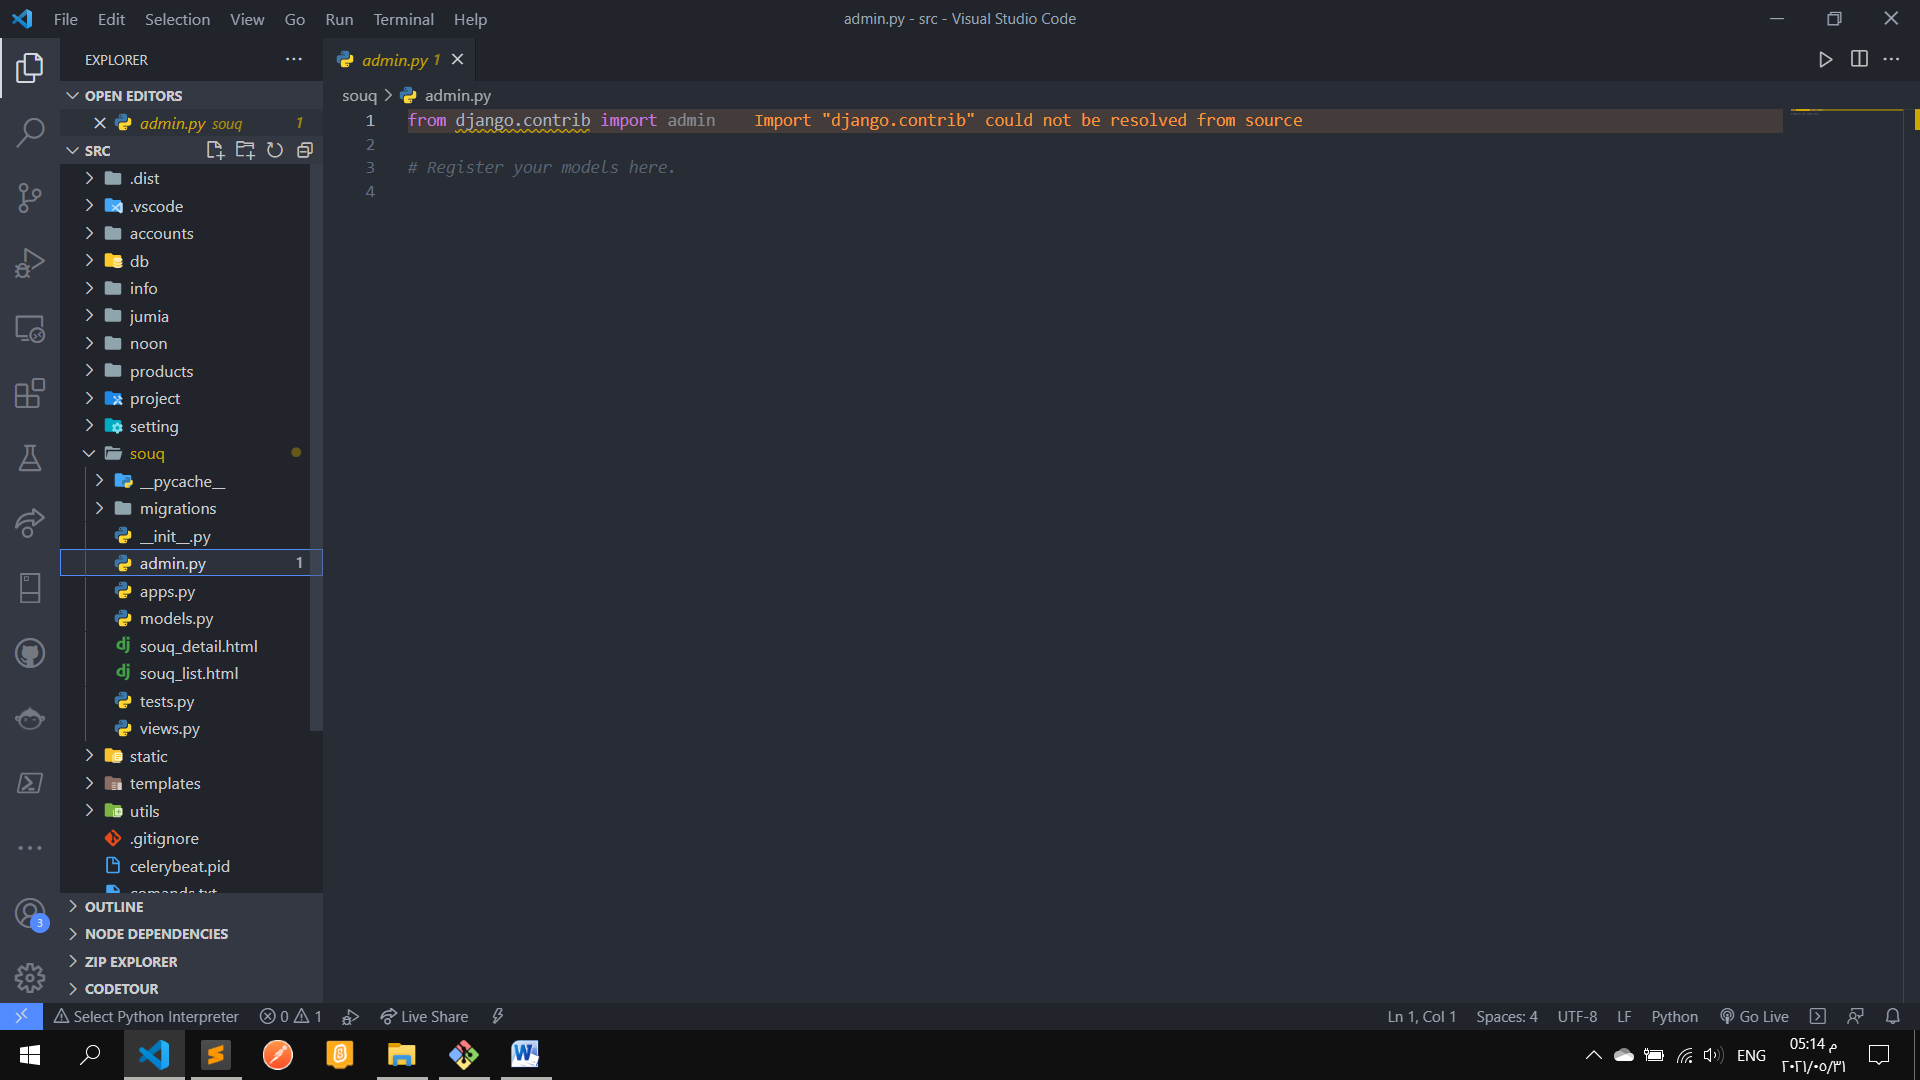 File Edit Selection View Go Run Terminal Help
admin.py - src - Visual Studio Code
EXPLORER
OPEN EDITORS
admin.py souq 1
SRC
.dist
.vscode
accounts
db
info
jumia
noon
products
project
setting
souq
__pycache__
migrations
__init__.py
admin.py 1
apps.py
models.py
souq_detail.html
souq_list.html
tests.py
views.py
static
templates
utils
.gitignore
celerybeat.pid
comands.txt
OUTLINE
NODE DEPENDENCIES
ZIP EXPLORER
CODETOUR
3
admin.py 1
souq > admin.py
1 from django.contrib import admin Import "django.contrib" could not be resolved from source
2
3 # Register your models here.
4
Select Python Interpreter 0 1 Live Share
Ln 1, Col 1 Spaces: 4 UTF-8 LF Python Go Live
ENG
05:14 م
٢٠٢١/٠٥/٣١